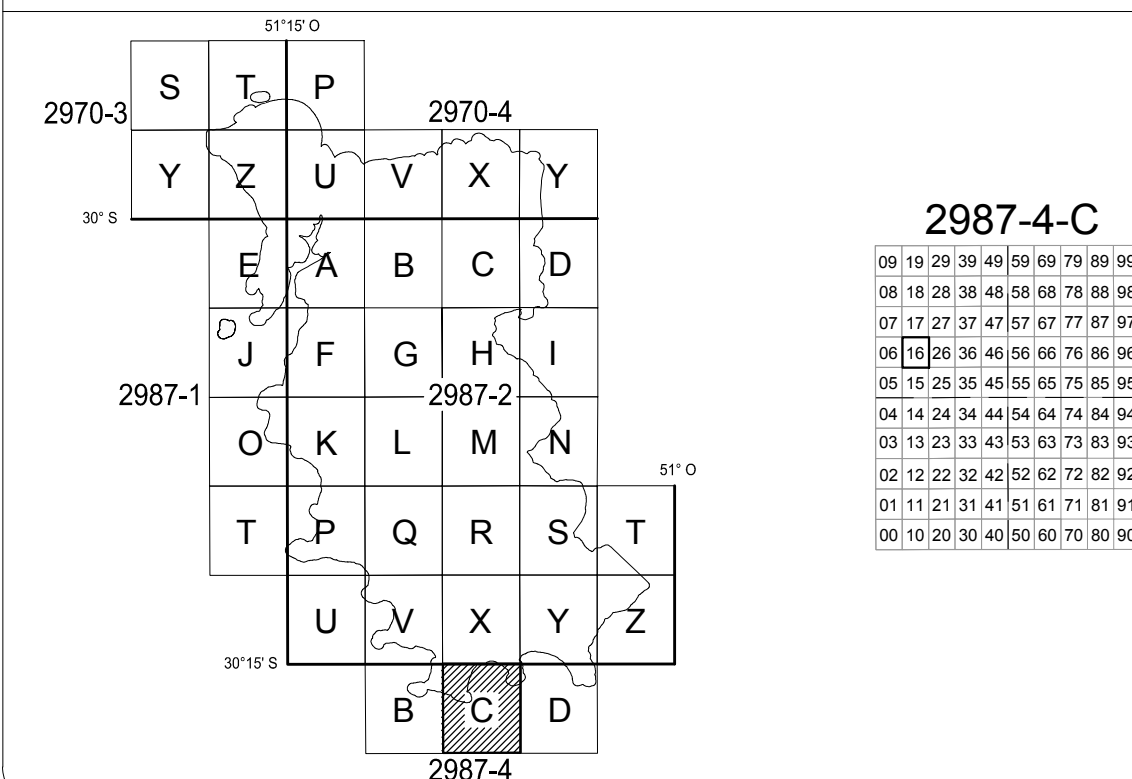 51°15' O
S T P
2970-3 2970-4
Y Z U V X Y
30° S
E A B C D
J F G H I
2987-1 2987-2
O K L M N
51° O
T P Q R S T
U V X Y Z
30°15' S
B C D
2987-4
2987-4-C
09 19 29 39 49 59 69 79 89 99
08 18 28 38 48 58 68 78 88 98
07 17 27 37 47 57 67 77 87 97
06 16 26 36 46 56 66 76 86 96
05 15 25 35 45 55 65 75 85 95
04 14 24 34 44 54 64 74 84 94
03 13 23 33 43 53 63 73 83 93
02 12 22 32 42 52 62 72 82 92
01 11 21 31 41 51 61 71 81 91
00 10 20 30 40 50 60 70 80 90